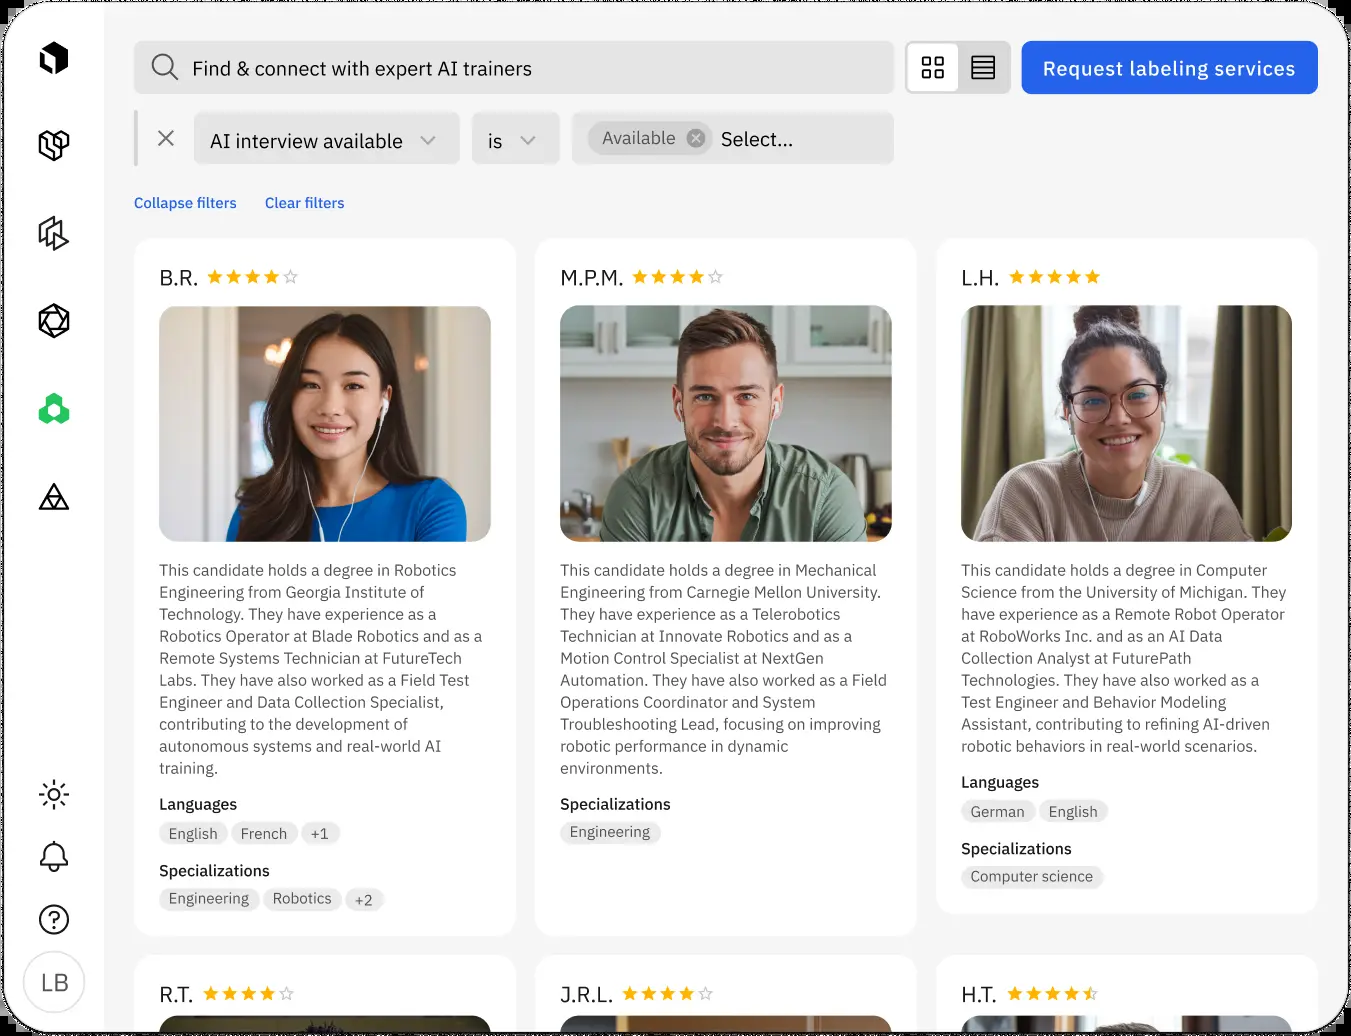 Find & connect with expert AI trainers
Request labeling services
AI interview available
is
Available
Select...
Collapse filters
Clear filters
B.R.
This candidate holds a degree in Robotics
Engineering from Georgia Institute of
Technology. They have experience as a
Robotics Operator at Blade Robotics and as a
Remote Systems Technician at FutureTech
Labs. They have also worked as a Field Test
Engineer and Data Collection Specialist,
contributing to the development of
autonomous systems and real-world AI
training.
Languages
English French +1
Specializations
Engineering Robotics +2
M.P.M.
This candidate holds a degree in Mechanical
Engineering from Carnegie Mellon University.
They have experience as a Telerobotics
Technician at Innovate Robotics and as a
Motion Control Specialist at NextGen
Automation. They have also worked as a Field
Operations Coordinator and System
Troubleshooting Lead, focusing on improving
robotic performance in dynamic
environments.
Specializations
Engineering
L.H.
This candidate holds a degree in Computer
Science from the University of Michigan. They
have experience as a Remote Robot Operator
at RoboWorks Inc. and as an AI Data
Collection Analyst at FuturePath
Technologies. They have also worked as a
Test Engineer and Behavior Modeling
Assistant, contributing to refining AI-driven
robotic behaviors in real-world scenarios.
Languages
German English
Specializations
Computer science
R.T.
J.R.L.
H.T.
LB